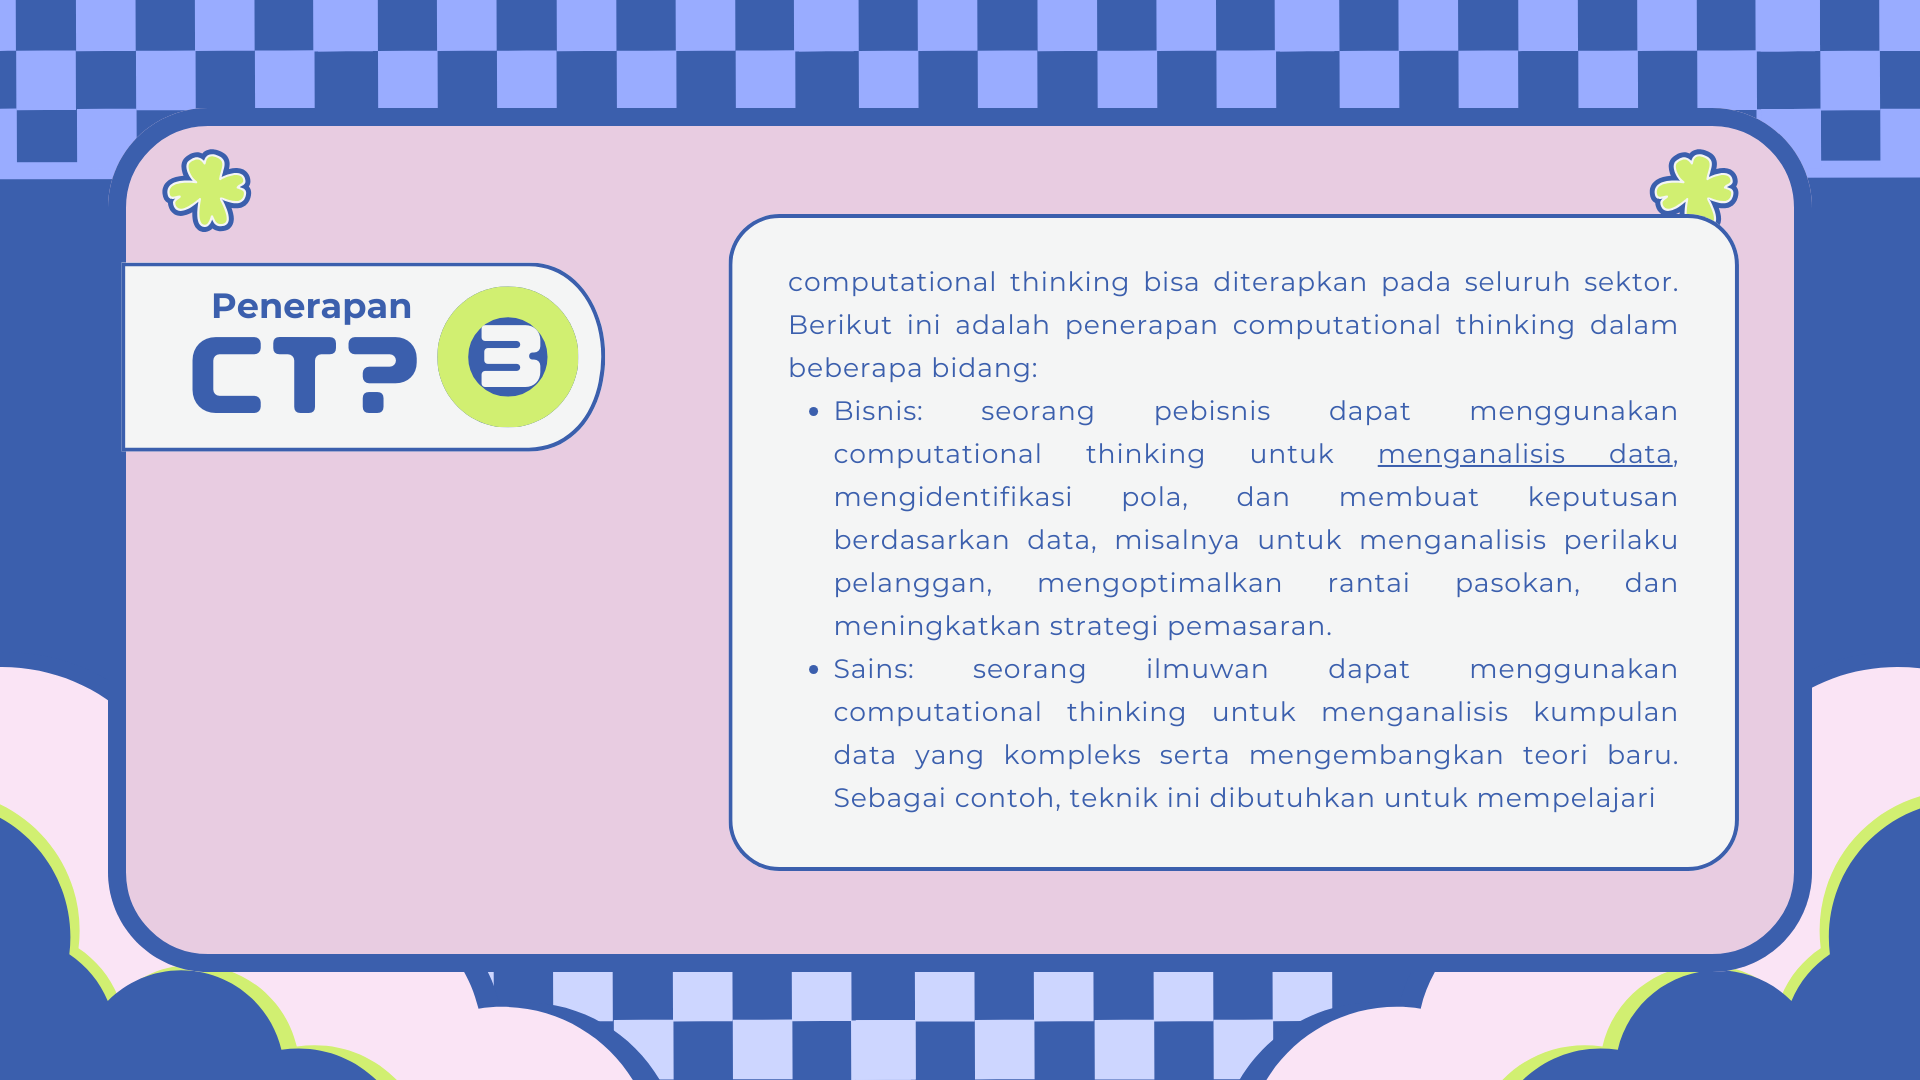 Penerapan
CT?
3
computational thinking bisa diterapkan pada seluruh sektor.
Berikut ini adalah penerapan computational thinking dalam
beberapa bidang:
• Bisnis: seorang pebisnis dapat menggunakan
computational thinking untuk menganalisis data,
mengidentifikasi pola, dan membuat keputusan
berdasarkan data, misalnya untuk menganalisis perilaku
pelanggan, mengoptimalkan rantai pasokan, dan
meningkatkan strategi pemasaran.
• Sains: seorang ilmuwan dapat menggunakan
computational thinking untuk menganalisis kumpulan
data yang kompleks serta mengembangkan teori baru.
Sebagai contoh, teknik ini dibutuhkan untuk mempelajari